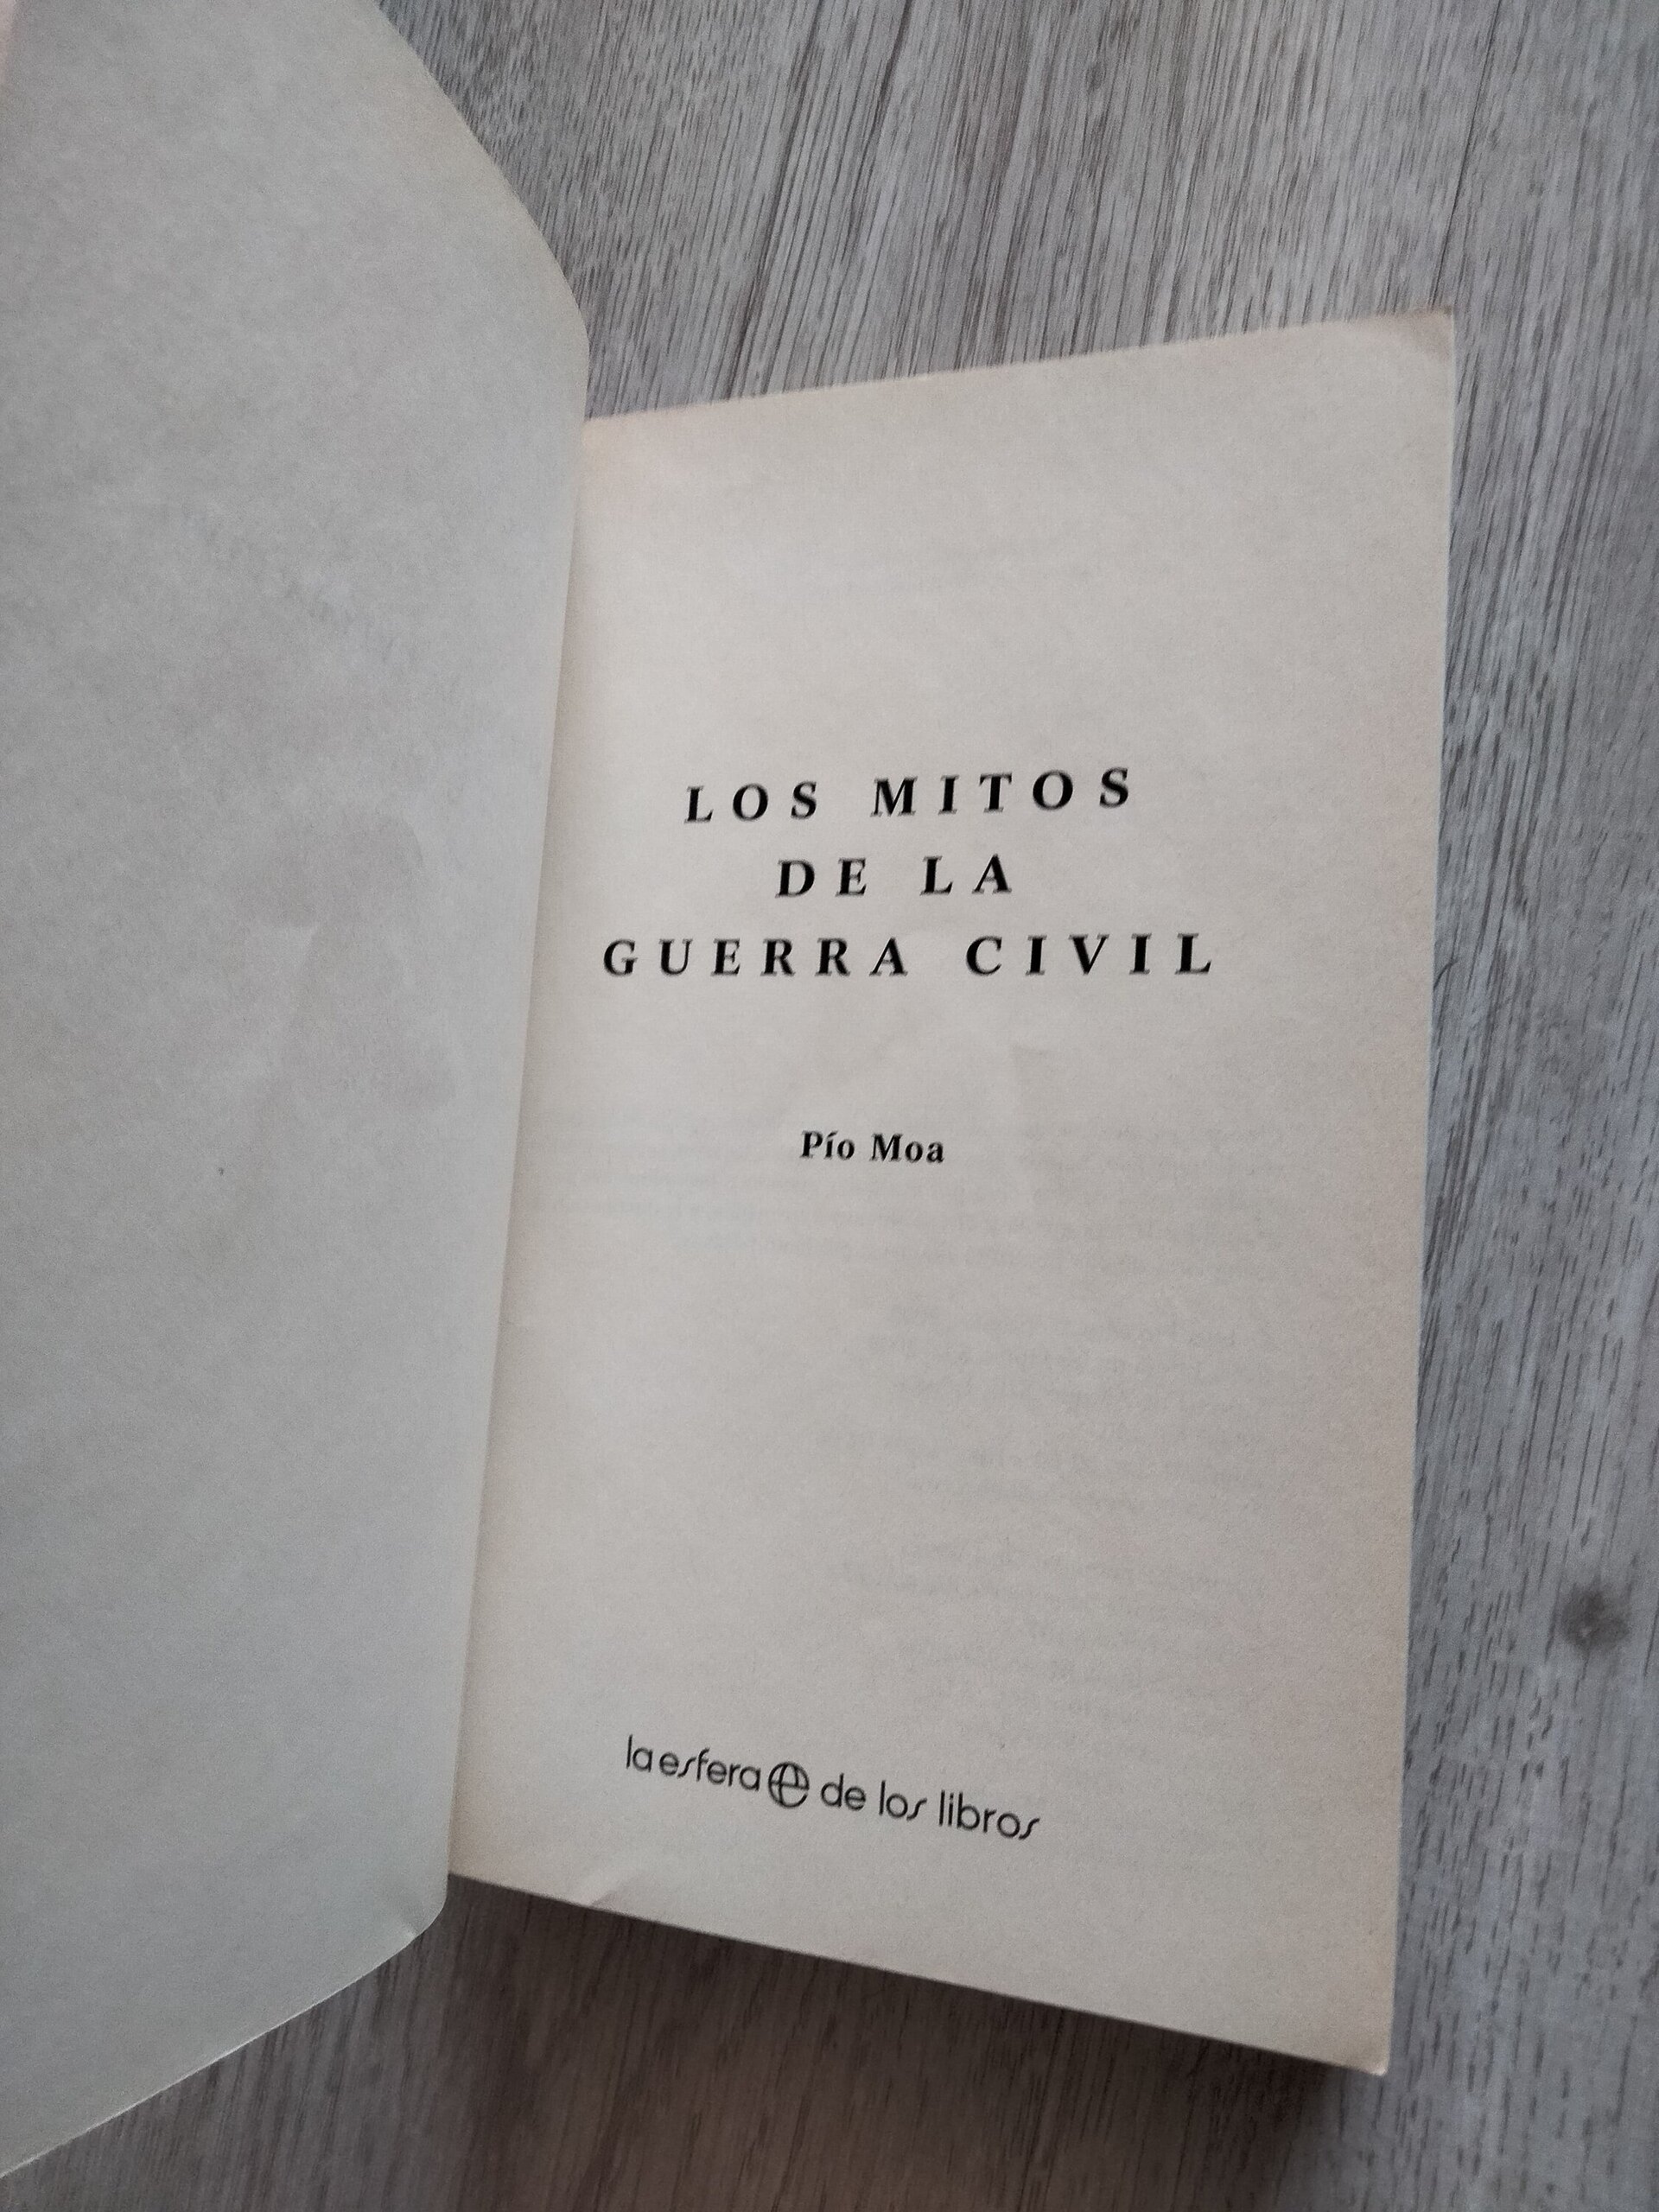 LOS MITOS
DE LA
GUERRA CIVIL
Pío Moa
la esfera de los libros